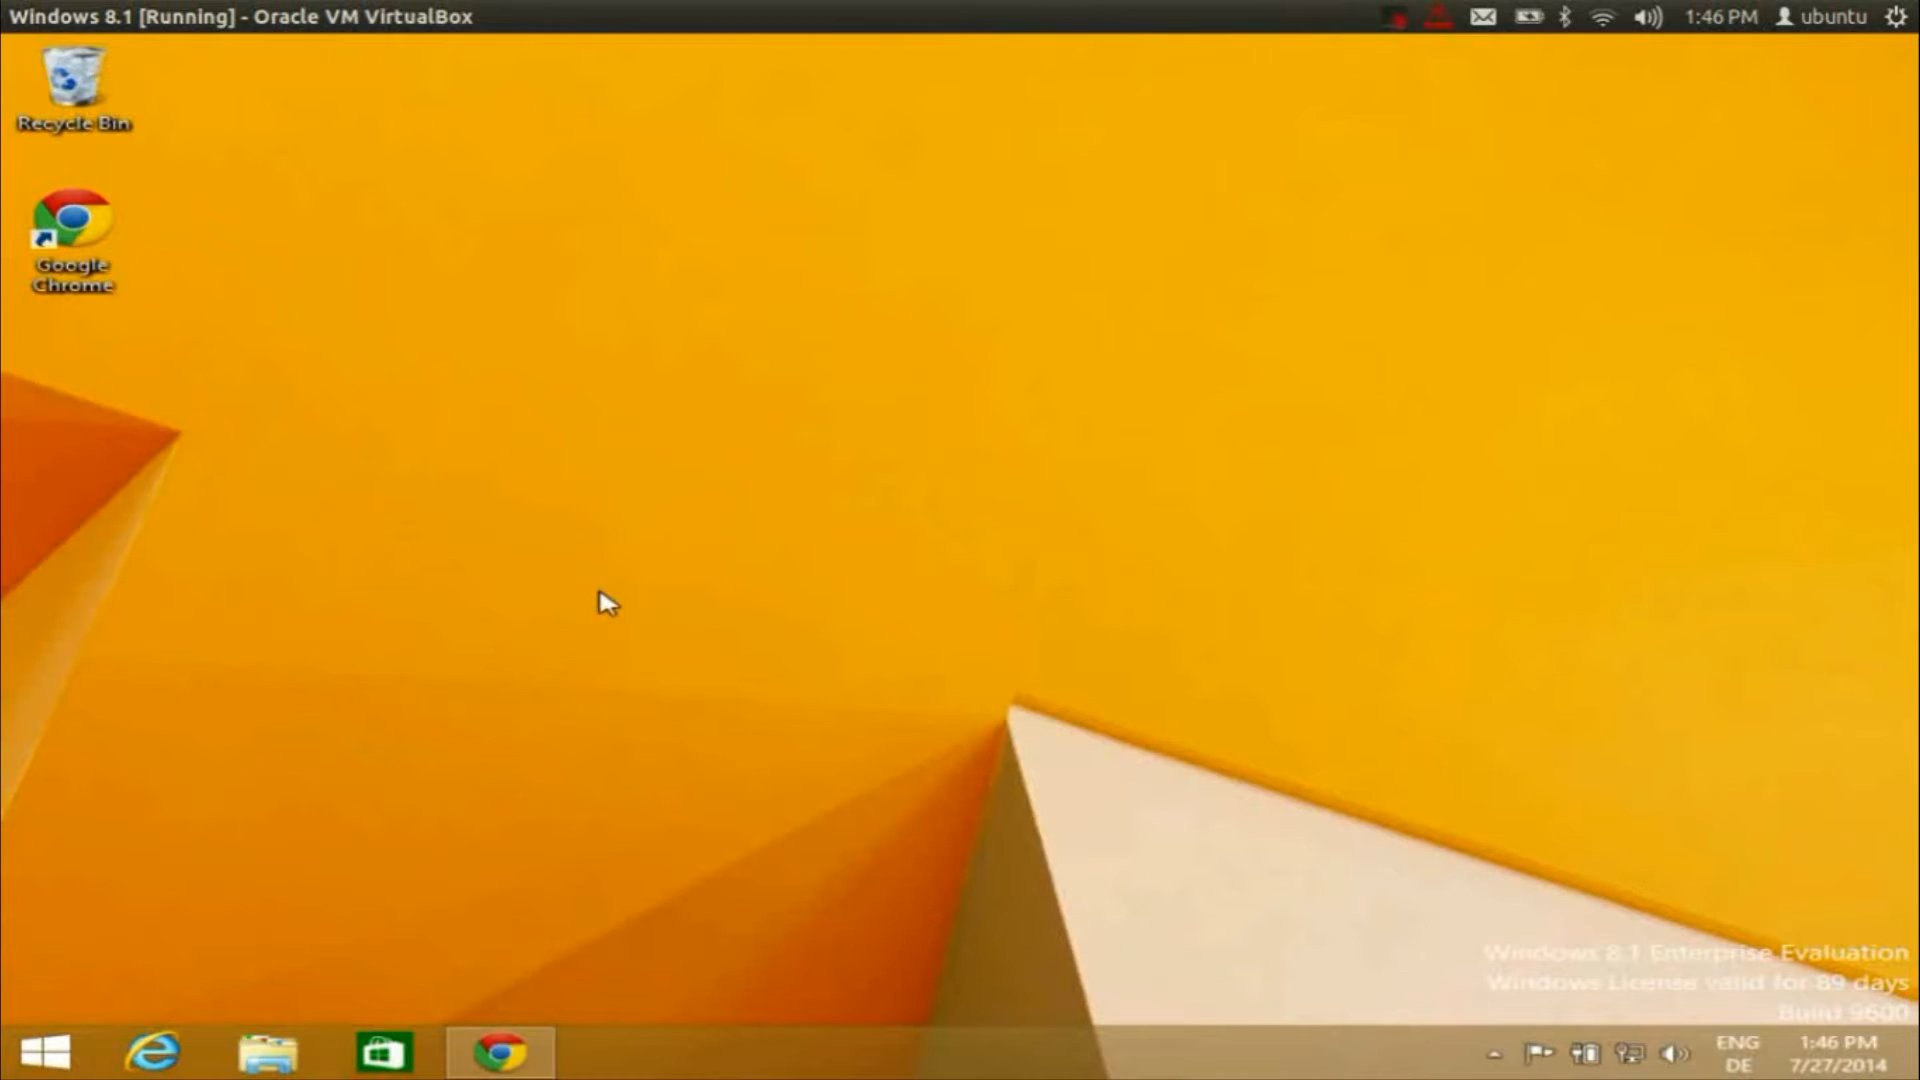 Windows 8.1 [Running] - Oracle VM VirtualBox
1:46 PM
ubuntu
Recycle Bin
Google
Chrome
Windows 8.1 Enterprise Evaluation
Windows License valid for 89 days
Build 9600
ENG
DE
1:46 PM
7/27/2014